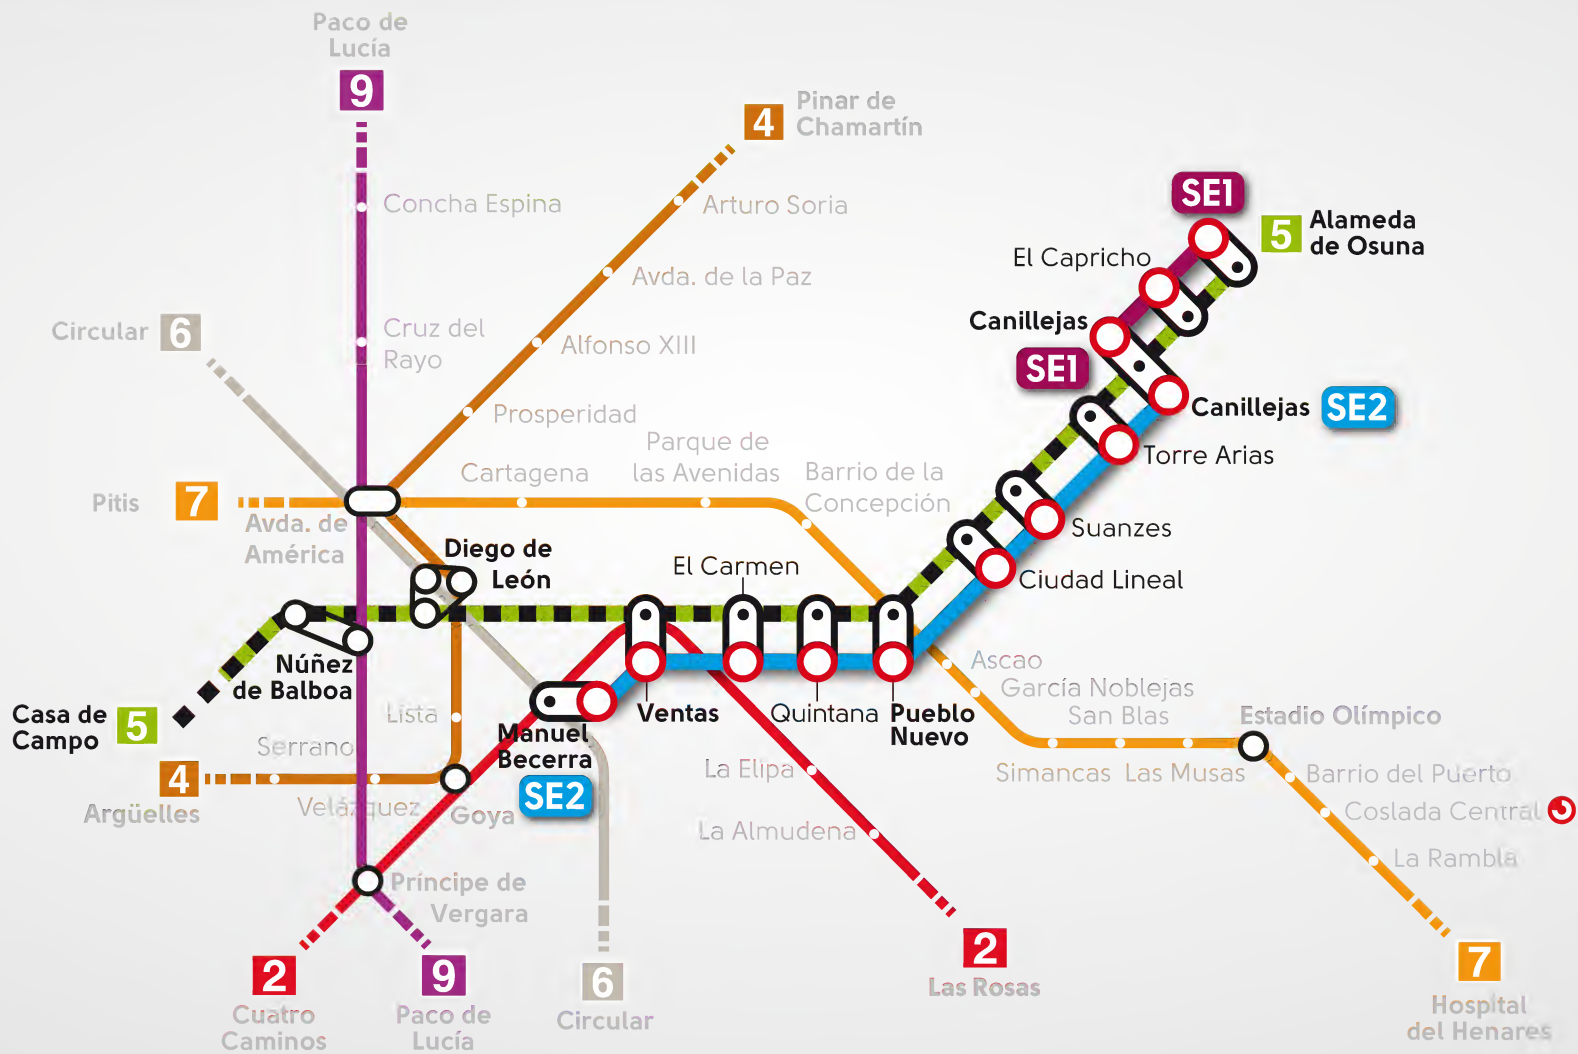 Paco de
Lucía
9
4
Pinar de
Chamartín
SE1
5
Alameda
de Osuna
Concha Espina
Arturo Soria
El Capricho
Avda. de la Paz
Circular
6
Cruz del
Rayo
Canillejas
Alfonso XIII
SE1
Canillejas
SE2
Prosperidad
Parque de
las Avenidas
Cartagena
Barrio de la
Concepción
Torre Arias
Pitis
7
Avda. de
América
Suanzes
Diego de
León
El Carmen
Ciudad Lineal
Núñez
de Balboa
Ascao
García Noblejas
San Blas
Casa de
Campo
5
Lista
Manuel
Becerra
Ventas
Quintana
Pueblo
Nuevo
Estadio Olímpico
Serrano
4
Argüelles
Velázquez
Goya
SE2
La Elipa
Simancas
Las Musas
Barrio del Puerto
Coslada Central
La Almudena
La Rambla
Príncipe de
Vergara
2
Cuatro
Caminos
9
Paco de
Lucía
6
Circular
2
Las Rosas
7
Hospital
del Henares